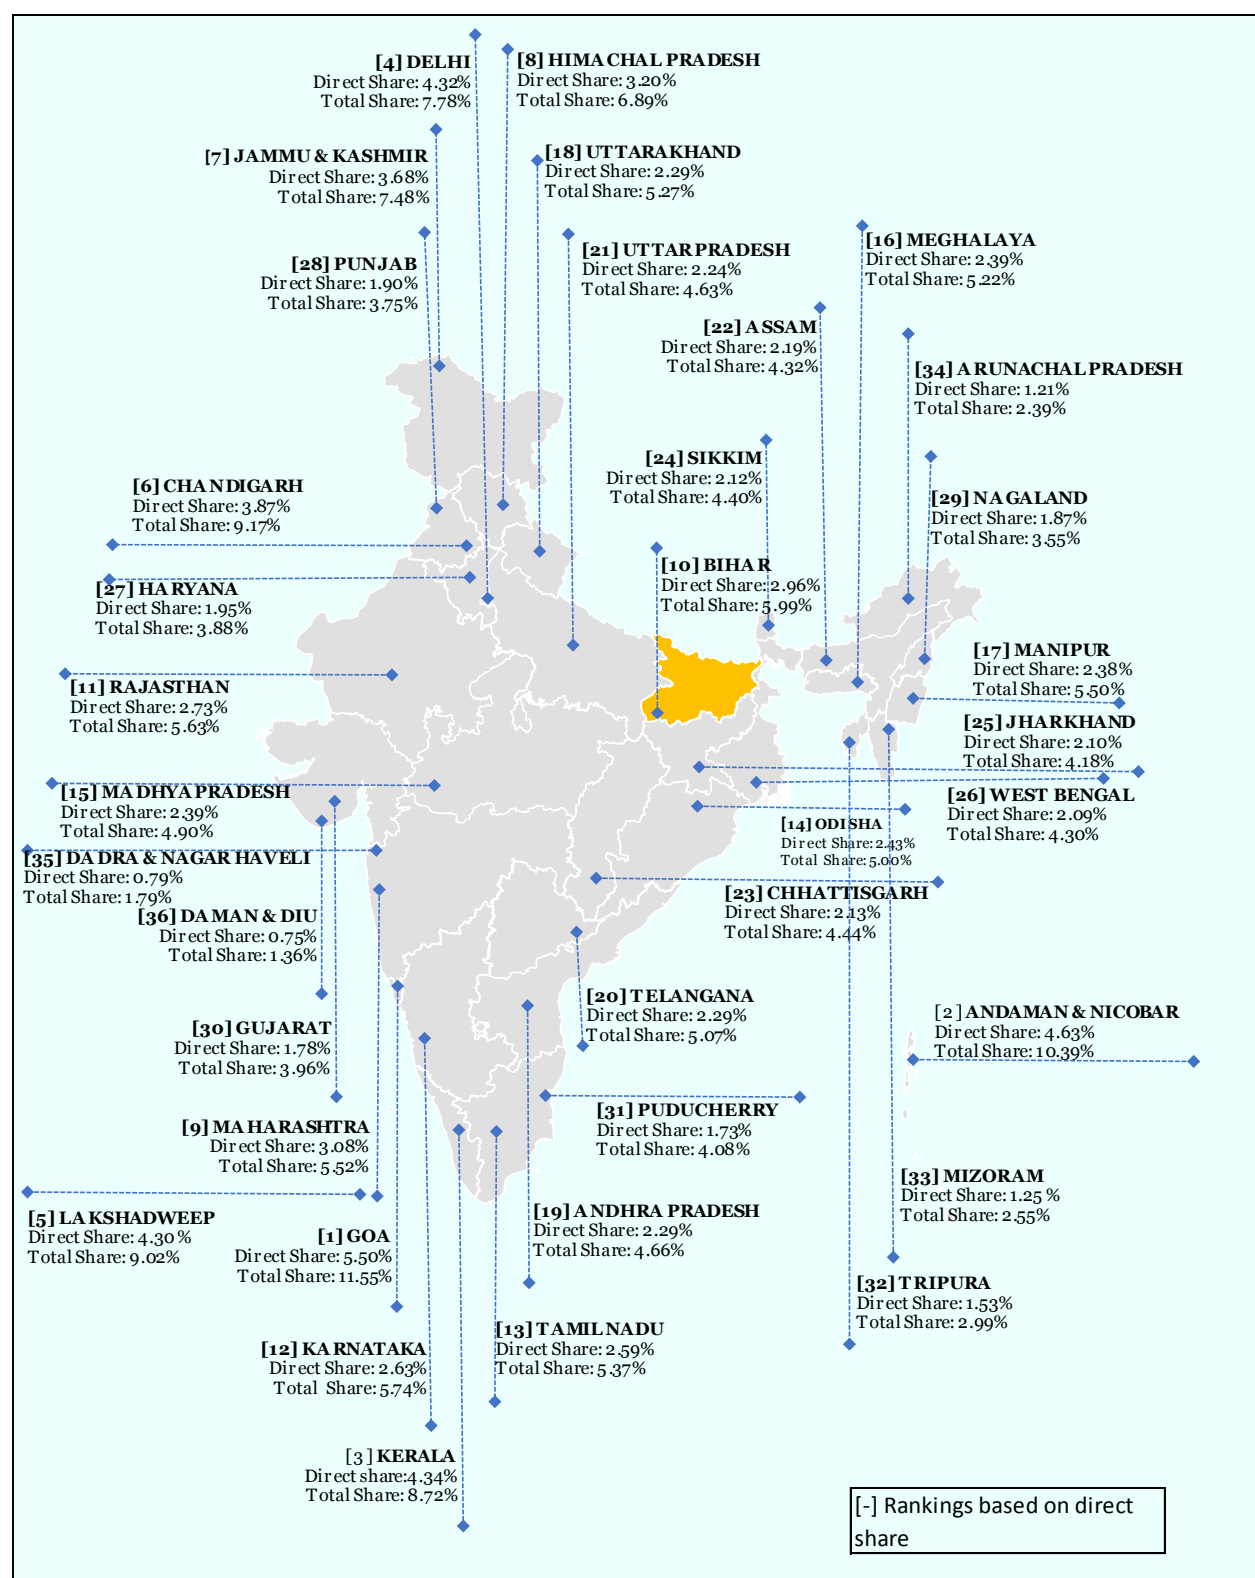 [4] DELHI
Direct Share: 4.32%
Total Share: 7.78%
[8] HIMACHAL PRADESH
Direct Share: 3.20%
Total Share: 6.89%
[7] JAMMU & KASHMIR
Direct Share: 3.68%
Total Share: 7.48%
[18] UTTARAKHAND
Direct Share: 2.29%
Total Share: 5.27%
[28] PUNJAB
Direct Share: 1.90%
Total Share: 3.75%
[21] UTTAR PRADESH
Direct Share: 2.24%
Total Share: 4.63%
[16] MEGHALAYA
Direct Share: 2.39%
Total Share: 5.22%
[22] ASSAM
Direct Share: 2.19%
Total Share: 4.32%
[34] ARUNACHAL PRADESH
Direct Share: 1.21%
Total Share: 2.39%
[24] SIKKIM
Direct Share: 2.12%
Total Share: 4.40%
[6] CHANDIGARH
Direct Share: 3.87%
Total Share: 9.17%
[29] NAGALAND
Direct Share: 1.87%
Total Share: 3.55%
[10] BIHAR
Direct Share: 2.96%
Total Share: 5.99%
[27] HARYANA
Direct Share: 1.95%
Total Share: 3.88%
[17] MANIPUR
Direct Share: 2.38%
Total Share: 5.50%
[11] RAJASTHAN
Direct Share: 2.73%
Total Share: 5.63%
[25] JHARKHAND
Direct Share: 2.10%
Total Share: 4.18%
[15] MADHYA PRADESH
Direct Share: 2.39%
Total Share: 4.90%
[26] WEST BENGAL
Direct Share: 2.09%
Total Share: 4.30%
[14] ODISHA
Direct Share: 2.43%
Total Share: 5.00%
[35] DADRA & NAGAR HAVELI
Direct Share: 0.79%
Total Share: 1.79%
[23] CHHATTISGARH
Direct Share: 2.13%
Total Share: 4.44%
[36] DAMAN & DIU
Direct Share: 0.75%
Total Share: 1.36%
[20] TELANGANA
Direct Share: 2.29%
Total Share: 5.07%
[2] ANDAMAN & NICOBAR
Direct Share: 4.63%
Total Share: 10.39%
[30] GUJARAT
Direct Share: 1.78%
Total Share: 3.96%
[31] PUDUCHERRY
Direct Share: 1.73%
Total Share: 4.08%
[9] MAHARASHTRA
Direct Share: 3.08%
Total Share: 5.52%
[33] MIZORAM
Direct Share: 1.25 %
Total Share: 2.55%
[5] LAKSHADWEEP
Direct Share: 4.30 %
Total Share: 9.02%
[1] GOA
Direct Share: 5.50%
Total Share: 11.55%
[19] ANDHRA PRADESH
Direct Share: 2.29%
Total Share: 4.66%
[32] TRIPURA
Direct Share: 1.53%
Total Share: 2.99%
[12] KARNATAKA
Direct Share: 2.63%
Total Share: 5.74%
[13] TAMIL NADU
Direct Share: 2.59%
Total Share: 5.37%
[3] KERALA
Direct share:4.34%
Total Share: 8.72%
[-] Rankings based on direct
share